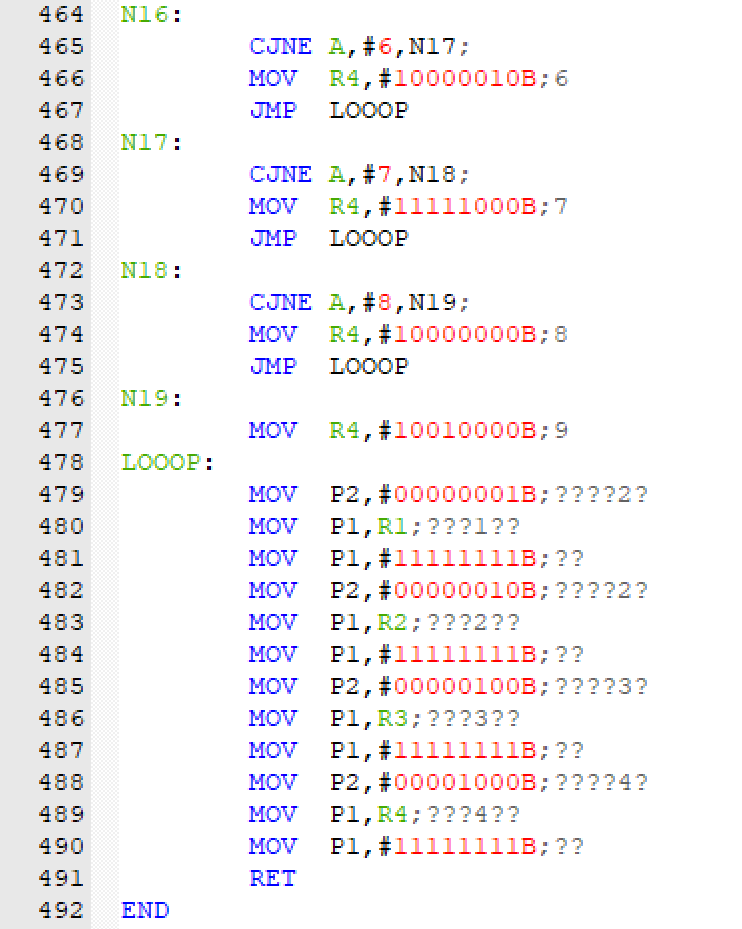 464 N16:
465 CJNE A,#6,N17;
466 MOV R4,#10000010B;6
467 JMP LOOOP
468 N17:
469 CJNE A,#7,N18;
470 MOV R4,#11111000B;7
471 JMP LOOOP
472 N18:
473 CJNE A,#8,N19;
474 MOV R4,#10000000B;8
475 JMP LOOOP
476 N19:
477 MOV R4,#10010000B;9
478 LOOOP:
479 MOV P2,#00000001B;????2?
480 MOV P1,R1;???1??
481 MOV P1,#11111111B;??
482 MOV P2,#00000010B;????2?
483 MOV P1,R2;???2??
484 MOV P1,#11111111B;??
485 MOV P2,#00000100B;????3?
486 MOV P1,R3;???3??
487 MOV P1,#11111111B;??
488 MOV P2,#00001000B;????4?
489 MOV P1,R4;???4??
490 MOV P1,#11111111B;??
491 RET
492 END